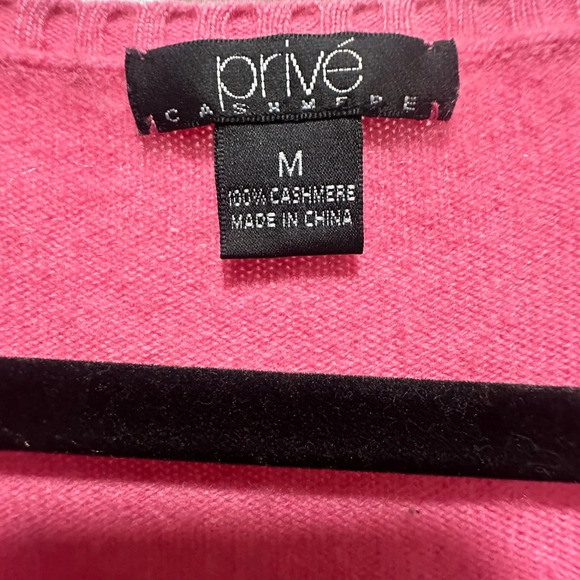 privé
CASHMERE
M
100% CASHMERE
MADE IN CHINA